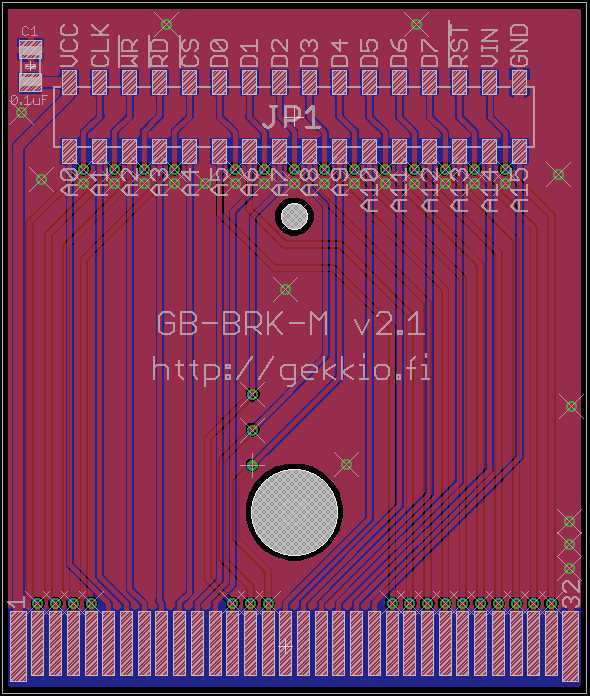 C1
0.1uF
VCC CLK WR RD CS D0 D1 D2 D3 D4 D5 D6 D7 RST VIN GND
JP1
A0 A1 A2 A3 A4 A5 A6 A7 A8 A9 A10 A11 A12 A13 A14 A15
GB-BRK-M v2.1
http://gekkio.fi
1
32